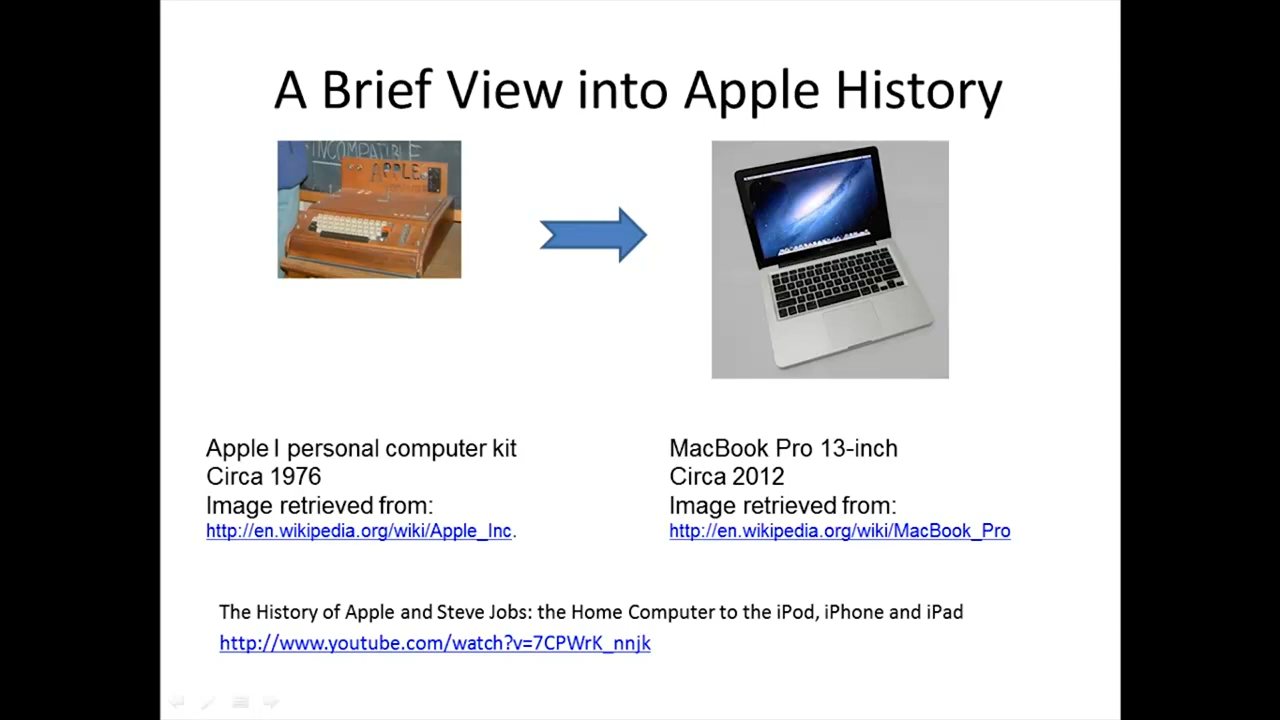 A Brief View into Apple History
INCOMPATIBLE
APPLE
Apple I personal computer kit
Circa 1976
Image retrieved from:
http://en.wikipedia.org/wiki/Apple_Inc.
MacBook Pro 13-inch
Circa 2012
Image retrieved from:
http://en.wikipedia.org/wiki/MacBook_Pro
The History of Apple and Steve Jobs: the Home Computer to the iPod, iPhone and iPad
http://www.youtube.com/watch?v=7CPWrK_nnjk